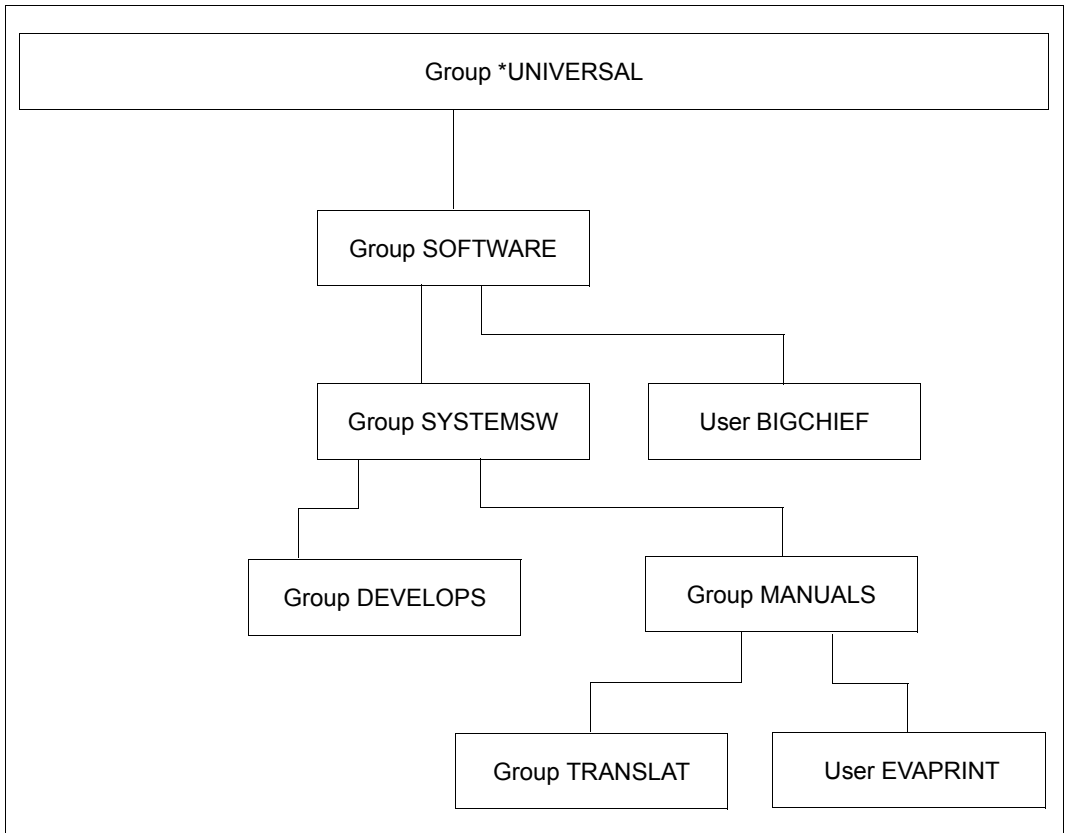 Group *UNIVERSAL
Group SOFTWARE
Group SYSTEMSW
User BIGCHIEF
Group DEVELOPS
Group MANUALS
Group TRANSLAT
User EVAPRINT